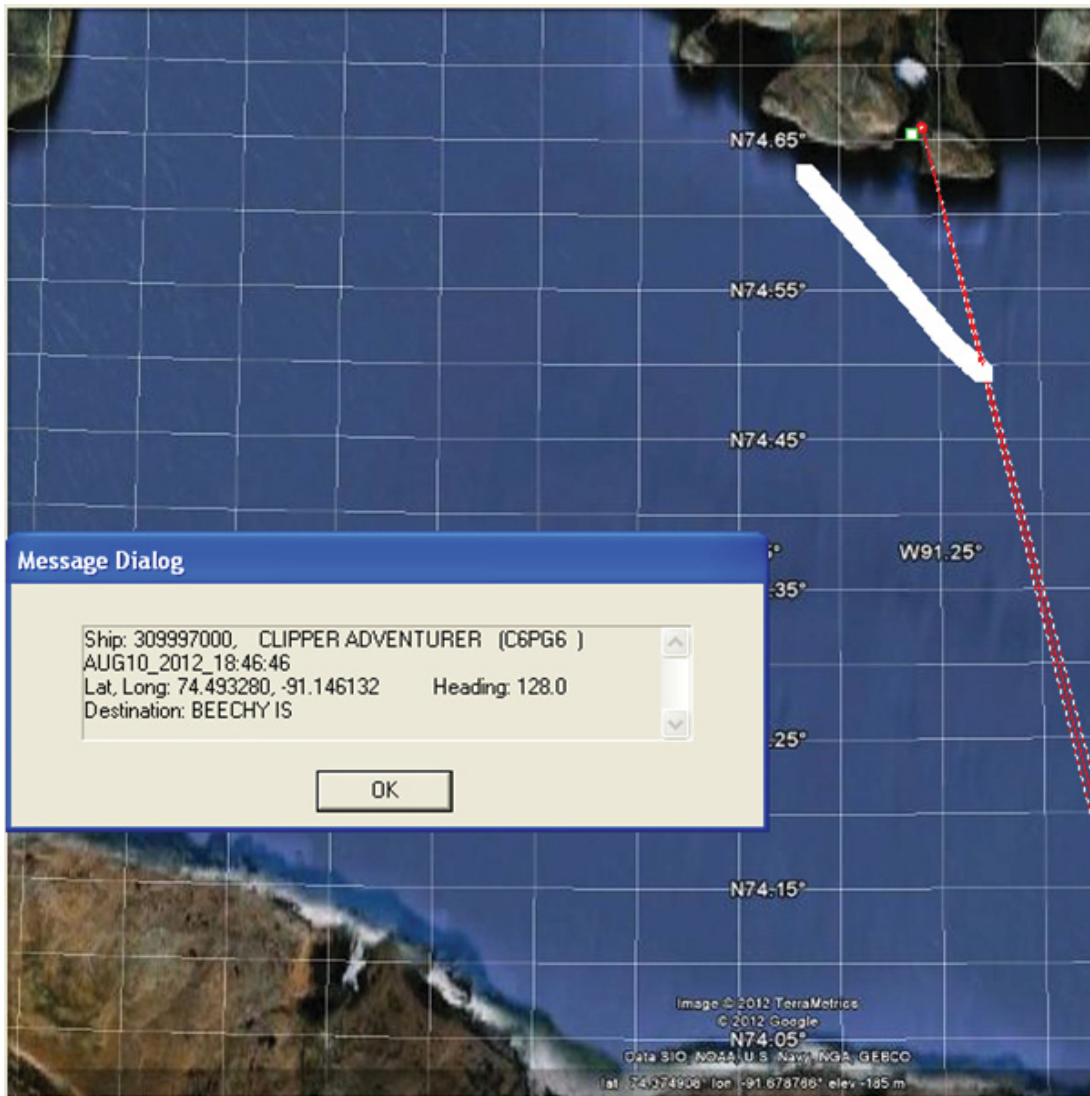 N74.65°
N74.55°
N74.45°
5°
W91.25°
Message Dialog
.35°
Ship: 309997000, CLIPPER ADVENTURER (C6PG6 )
AUG10_2012_18:46:46
Lat, Long: 74.493280, -91.146132 Heading: 128.0
Destination: BEECHY IS
.25°
OK
N74.15°
Image © 2012 TerraMetrics
© 2012 Google
N74.05°
Data SIO, NOAA, U.S. Navy, NGA, GEBCO
lat 74.374908° lon -91.678766° elev -185 m